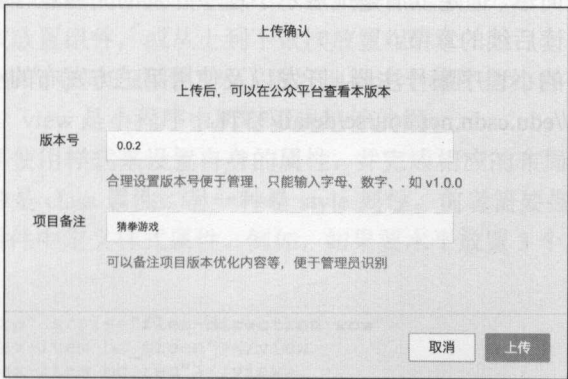 上传确认
上传后，可以在公众平台查看本版本
版本号
0.0.2
合理设置版本号便于管理，只能输入字母、数字、. 如 v1.0.0
项目备注
猜拳游戏
可以备注项目版本优化内容等，便于管理员识别
取消
上传